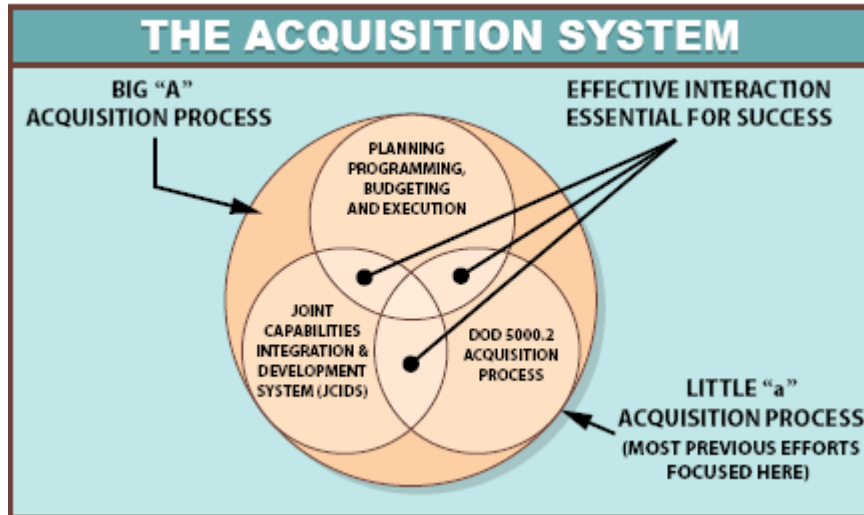 THE ACQUISITION SYSTEM
BIG “A”
ACQUISITION PROCESS
EFFECTIVE INTERACTION
ESSENTIAL FOR SUCCESS
PLANNING
PROGRAMMING,
BUDGETING
AND EXECUTION
JOINT
CAPABILITIES
INTEGRATION &
DEVELOPMENT
SYSTEM (JCIDS)
DOD 5000.2
ACQUISITION
PROCESS
LITTLE “a”
ACQUISITION PROCESS
(MOST PREVIOUS EFFORTS
FOCUSED HERE)